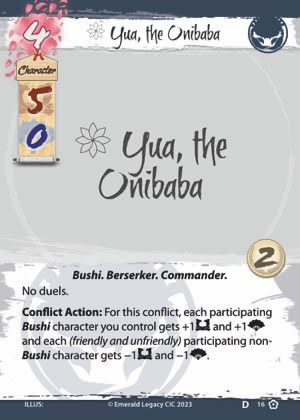 4
Yua, the Onibaba
Character
5
0
Yua, the
Onibaba
2
Bushi. Berserker. Commander.
No duels.
Conflict Action: For this conflict, each participating
Bushi character you control gets +1 and +1
and each (friendly and unfriendly) participating non-
Bushi character gets −1 and −1.
ILLUS: © Emerald Legacy CIC 2023 D 16